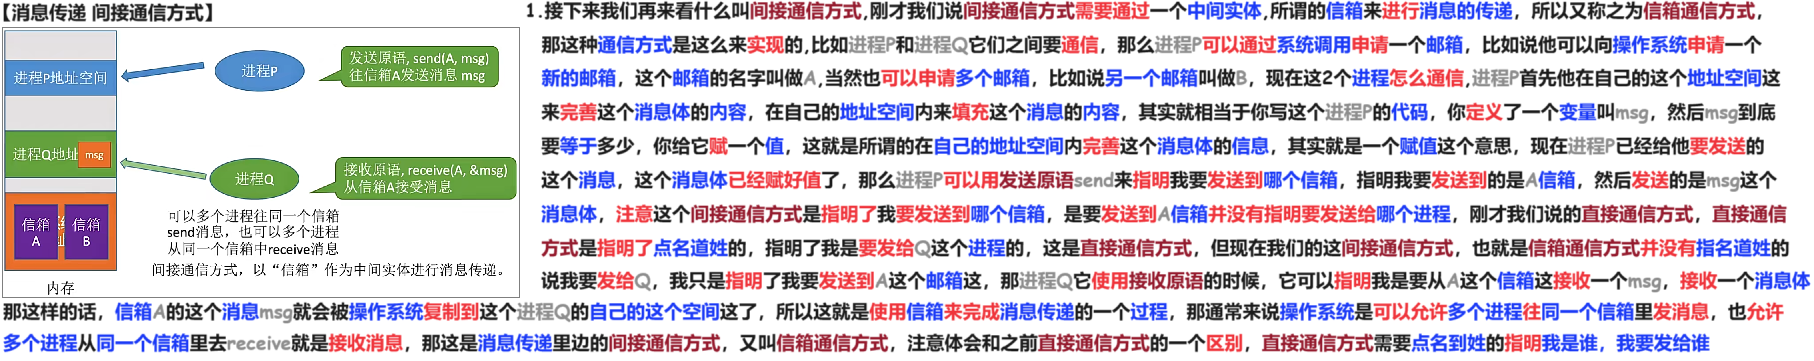 【消息传递 间接通信方式】
进程P地址空间
进程P
发送原语, send(A, msg)
往信箱A发送消息 msg
进程Q地址
msg
进程Q
接收原语, receive(A, &msg)
从信箱A接受消息
信箱
A
信箱
B
可以多个进程往同一个信箱
send消息，也可以多个进程
从同一个信箱中receive消息
间接通信方式，以“信箱”作为中间实体进行消息传递。
内存
1.接下来我们再来看什么叫间接通信方式,刚才我们说间接通信方式需要通过一个中间实体,所谓的信箱来进行消息的传递，所以又称之为信箱通信方式，
那这种通信方式是这么来实现的,比如进程P和进程Q它们之间要通信，那么进程P可以通过系统调用申请一个邮箱，比如说他可以向操作系统申请一个
新的邮箱，这个邮箱的名字叫做A,当然也可以申请多个邮箱，比如说另一个邮箱叫做B，现在这2个进程怎么通信,进程P首先他在自己的这个地址空间这
来完善这个消息体的内容，在自己的地址空间内来填充这个消息的内容，其实就相当于你写这个进程P的代码，你定义了一个变量叫msg，然后msg到底
要等于多少，你给它赋一个值，这就是所谓的在自己的地址空间内完善这个消息体的信息，其实就是一个赋值这个意思，现在进程P已经给他要发送的
这个消息，这个消息体已经赋好值了，那么进程P可以用发送原语send来指明我要发送到哪个信箱，指明我要发送到的是A信箱，然后发送的是msg这个
消息体，注意这个间接通信方式是指明了我要发送到哪个信箱，是要发送到A信箱并没有指明要发送给哪个进程，刚才我们说的直接通信方式，直接通信
方式是指明了点名道姓的，指明了我是要发给Q这个进程的，这是直接通信方式，但现在我们的这间接通信方式，也就是信箱通信方式并没有指名道姓的
说我要发给Q，我只是指明了我要发送到A这个邮箱这，那进程Q它使用接收原语的时候，它可以指明我是要从A这个信箱这接收一个msg，接收一个消息体
那这样的话，信箱A的这个消息msg就会被操作系统复制到这个进程Q的自己的这个空间这了，所以这就是使用信箱来完成消息传递的一个过程，那通常来说操作系统是可以允许多个进程往同一个信箱里发消息，也允许
多个进程从同一个信箱里去receive就是接收消息，那这是消息传递里边的间接通信方式，又叫信箱通信方式，注意体会和之前直接通信方式的一个区别，直接通信方式需要点名到姓的指明我是谁，我要发给谁